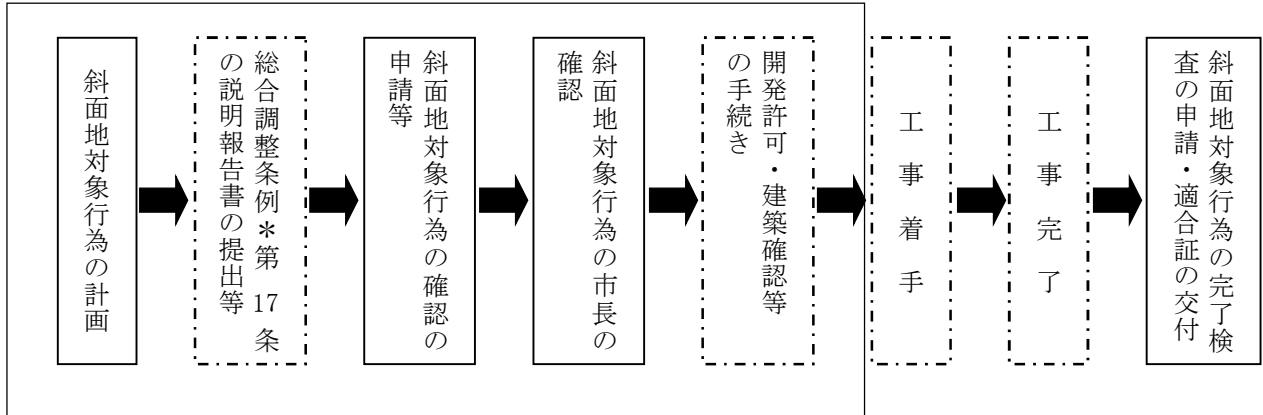 斜面地対象行為の計画
総合調整条例＊第 17 条
の説明報告書の提出等
斜面地対象行為の確認の
申請等
斜面地対象行為の市長の
確認
開発許可・建築確認等
の手続き
工事着手
工事完了
斜面地対象行為の完了検
査の申請・適合証の交付